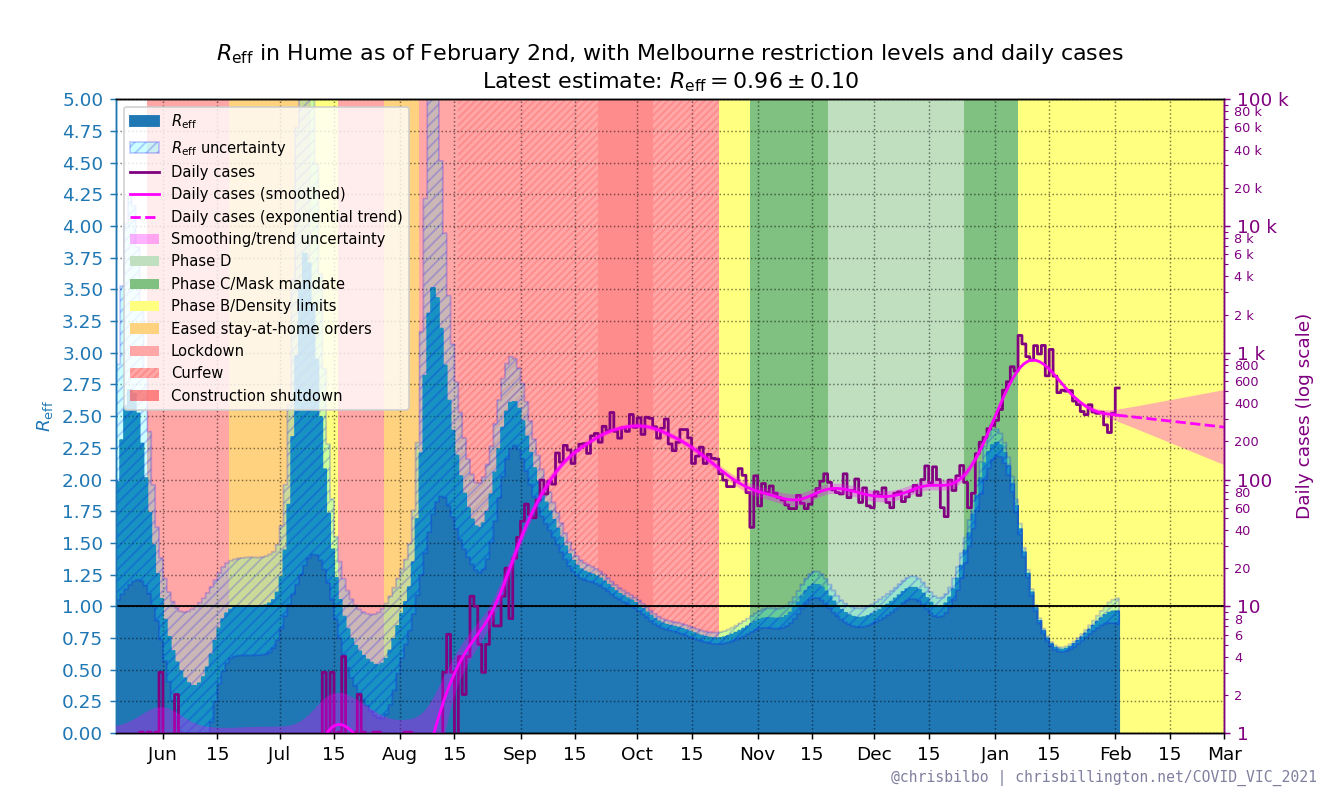 Reff in Hume as of February 2nd, with Melbourne restriction levels and daily cases
Latest estimate: Reff = 0.96 ± 0.10
5.00
4.75
4.50
4.25
4.00
3.75
3.50
3.25
3.00
2.75
2.50
2.25
2.00
1.75
1.50
1.25
1.00
0.75
0.50
0.25
0.00
Reff
Reff
Reff uncertainty
Daily cases
Daily cases (smoothed)
Daily cases (exponential trend)
Smoothing/trend uncertainty
Phase D
Phase C/Mask mandate
Phase B/Density limits
Eased stay-at-home orders
Lockdown
Curfew
Construction shutdown
100 k
80 k
60 k
40 k
20 k
10 k
8 k
6 k
4 k
2 k
1 k
800
600
400
200
100
80
60
40
20
10
8
6
4
2
1
Daily cases (log scale)
Jun 15 Jul 15 Aug 15 Sep 15 Oct 15 Nov 15 Dec 15 Jan 15 Feb 15 Mar
@chrisbilbo | chrisbillington.net/COVID_VIC_2021